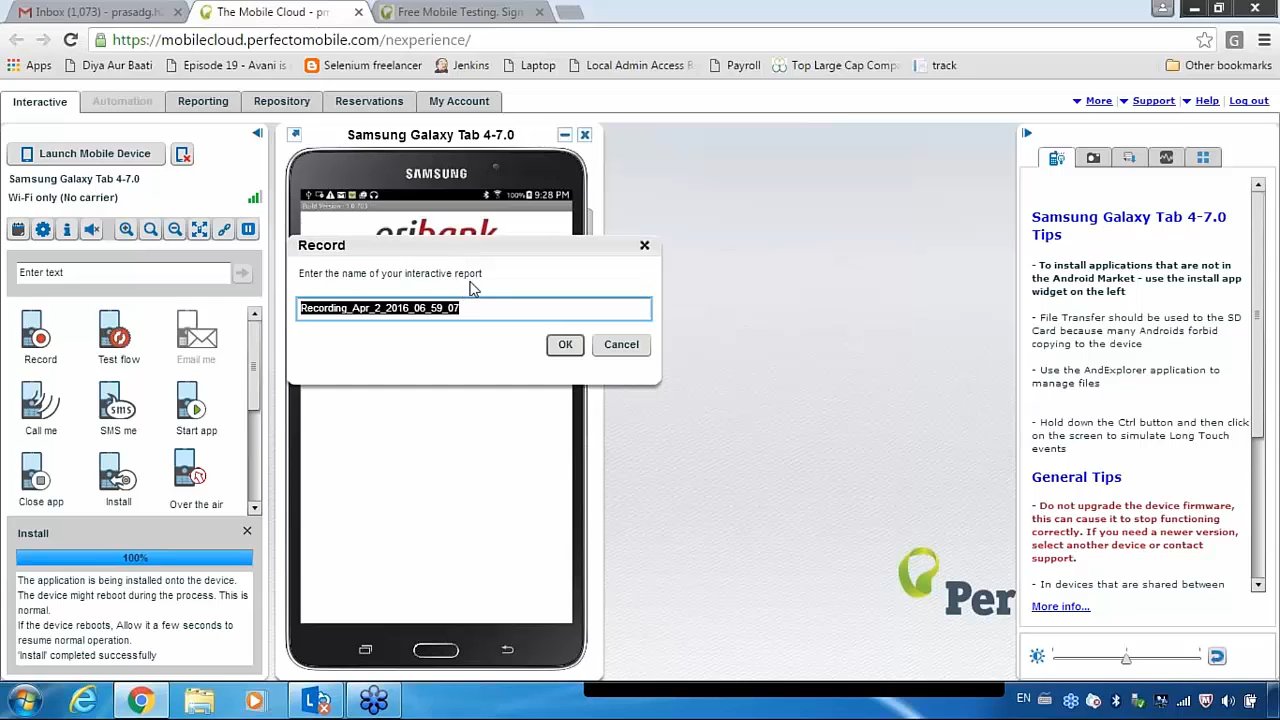 Inbox (1,073) - prasadg.h
The Mobile Cloud - pm
Free Mobile Testing. Sign
https://mobilecloud.perfectomobile.com/nexperience/
G
Apps
Diya Aur Baati
Episode 19 - Avani is
Selenium freelancer
Jenkins
Laptop
Local Admin Access R
Payroll
Top Large Cap Comp
track
Other bookmarks
Interactive
Automation
Reporting
Repository
Reservations
My Account
More
Support
Help
Log out
Launch Mobile Device
Samsung Galaxy Tab 4-7.0
Wi-Fi only (No carrier)
Enter text
Record
Test flow
Email me
Call me
sms
SMS me
Start app
Close app
Install
Over the air
Install
100%
The application is being installed onto the device.
The device might reboot during the process. This is
normal.
If the device reboots, Allow it a few seconds to
resume normal operation.
'Install' completed successfully
Samsung Galaxy Tab 4-7.0
SAMSUNG
100% 9:28 PM
Record
Enter the name of your interactive report
Recording_Apr_2_2016_06_59_07
OK
Cancel
Per
Samsung Galaxy Tab 4-7.0
Tips
- To install applications that are not in
the Android Market - use the install app
widget on the left
- File Transfer should be used to the SD
Card because many Androids forbid
copying to the device
- Use the AndExplorer application to
manage files
- Hold down the Ctrl button and then click
on the screen to simulate Long Touch
events
General Tips
- Do not upgrade the device firmware,
this can cause it to stop functioning
correctly. If you need a newer version,
select another device or contact
support.
- In devices that are shared between
More info...
EN